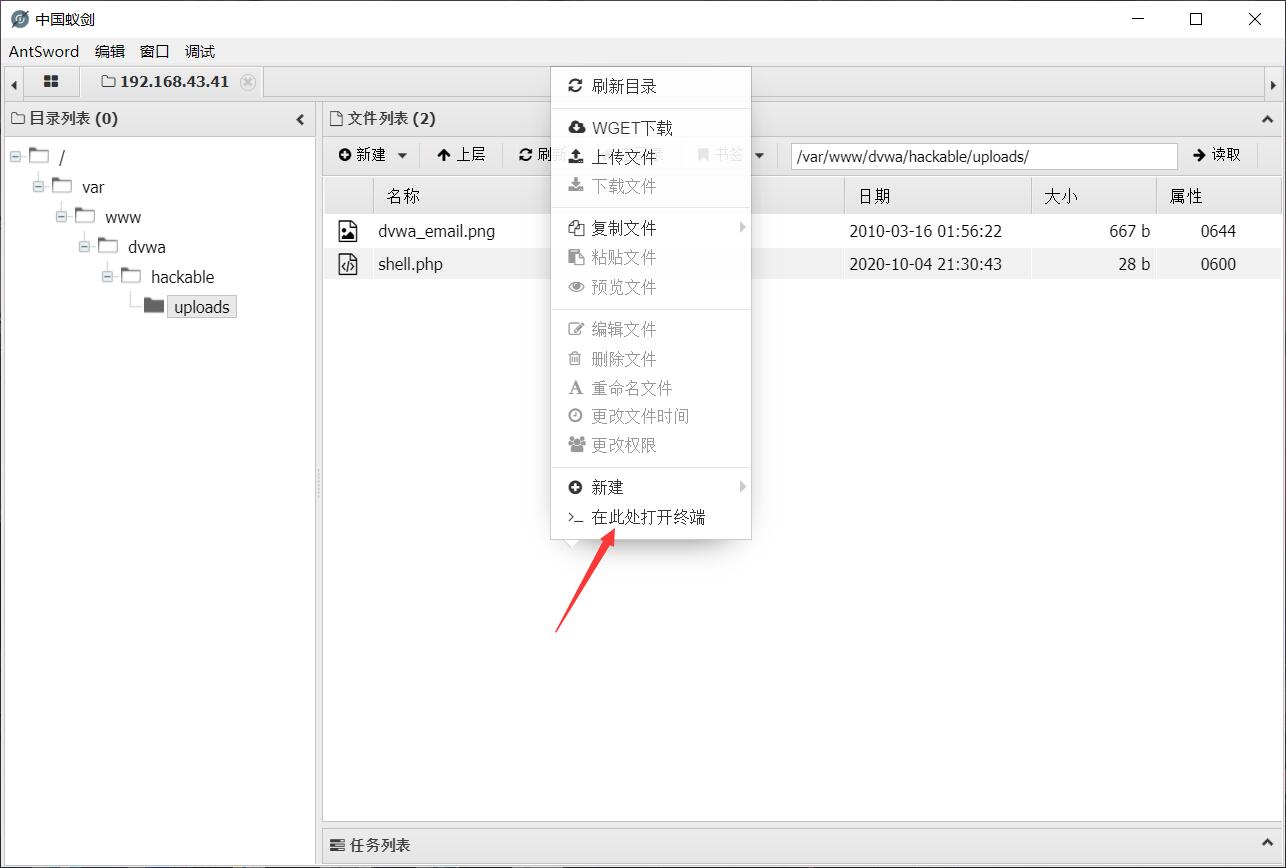 中国蚁剑
AntSword 编辑 窗口 调试
192.168.43.41
目录列表 (0)
/
var
www
dvwa
hackable
uploads
文件列表 (2)
新建 上层 刷新 书签 /var/www/dvwa/hackable/uploads/ 读取
名称 日期 大小 属性
dvwa_email.png 2010-03-16 01:56:22 667 b 0644
shell.php 2020-10-04 21:30:43 28 b 0600
刷新目录
WGET下载
上传文件
下载文件
复制文件
粘贴文件
预览文件
编辑文件
删除文件
重命名文件
更改文件时间
更改权限
新建
在此处打开终端
任务列表